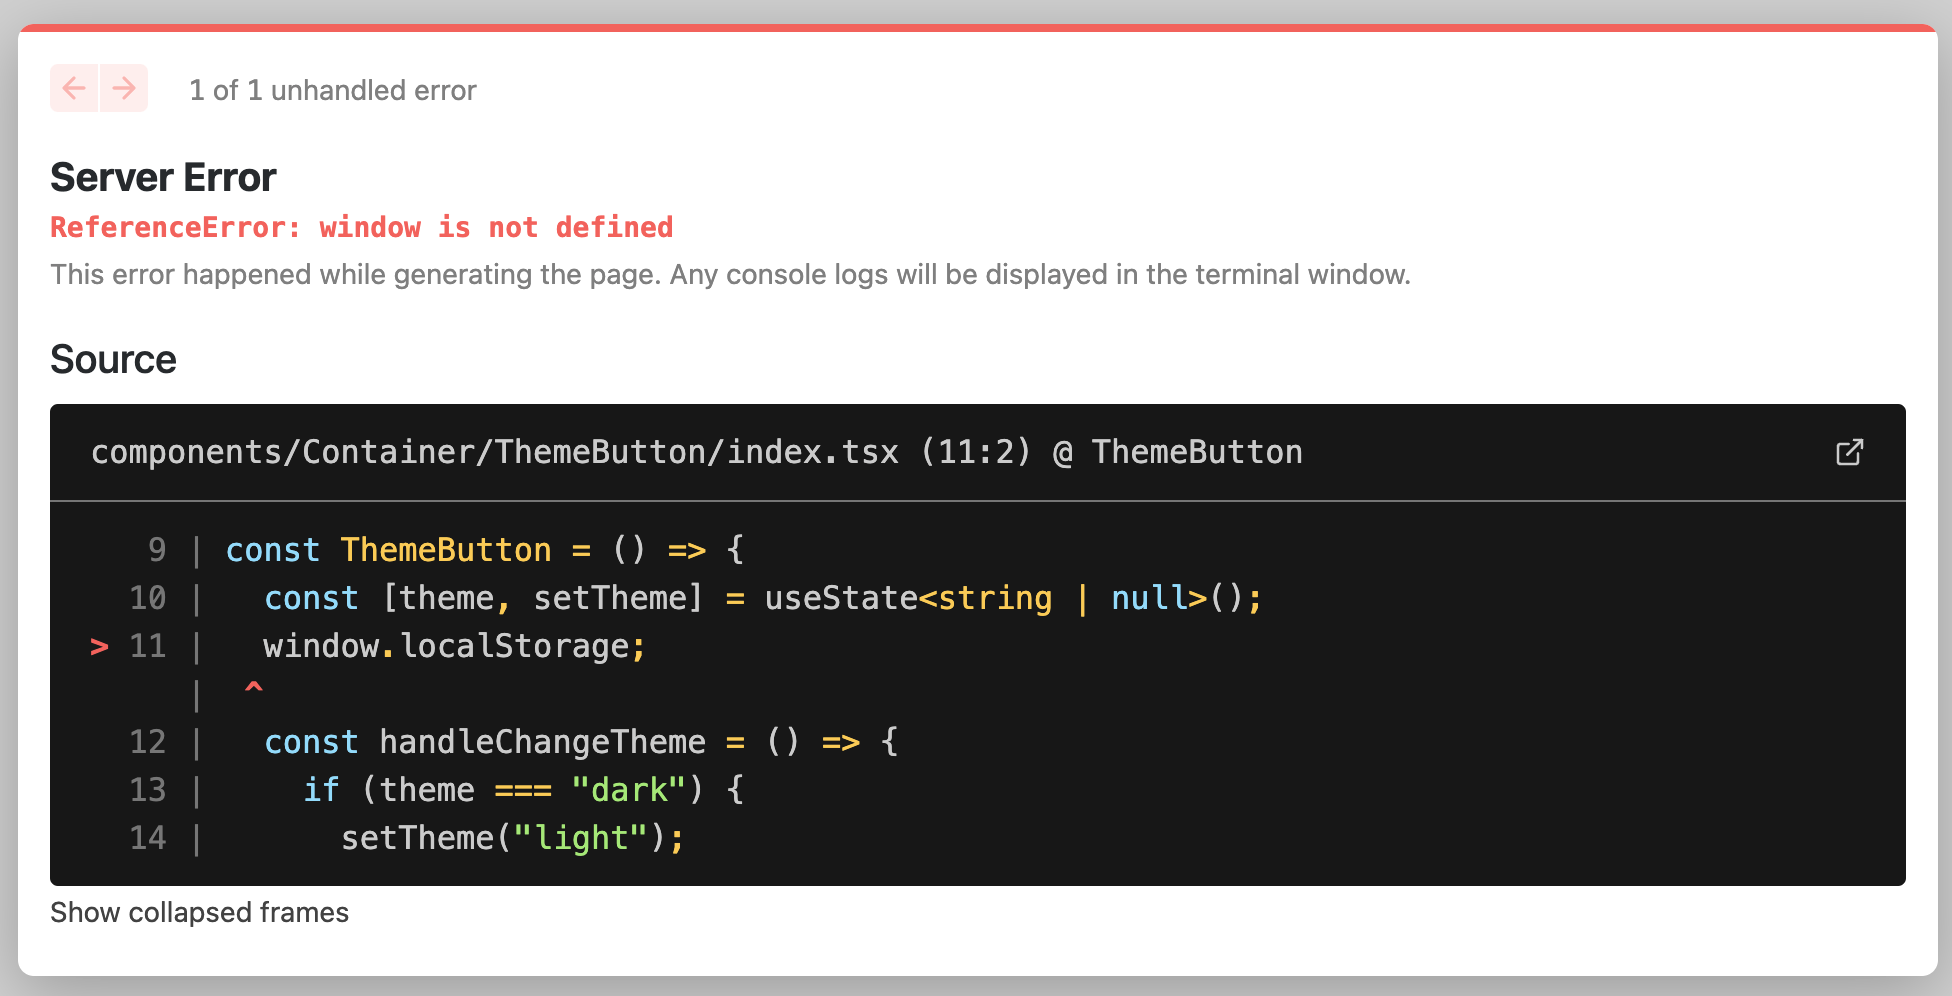 1 of 1 unhandled error
Server Error
ReferenceError: window is not defined
This error happened while generating the page. Any console logs will be displayed in the terminal window.
Source
components/Container/ThemeButton/index.tsx (11:2) @ ThemeButton
9 | const ThemeButton = () => {
10 |   const [theme, setTheme] = useState<string | null>();
> 11 |   window.localStorage;
|  ^
12 |   const handleChangeTheme = () => {
13 |     if (theme === "dark") {
14 |       setTheme("light");
Show collapsed frames